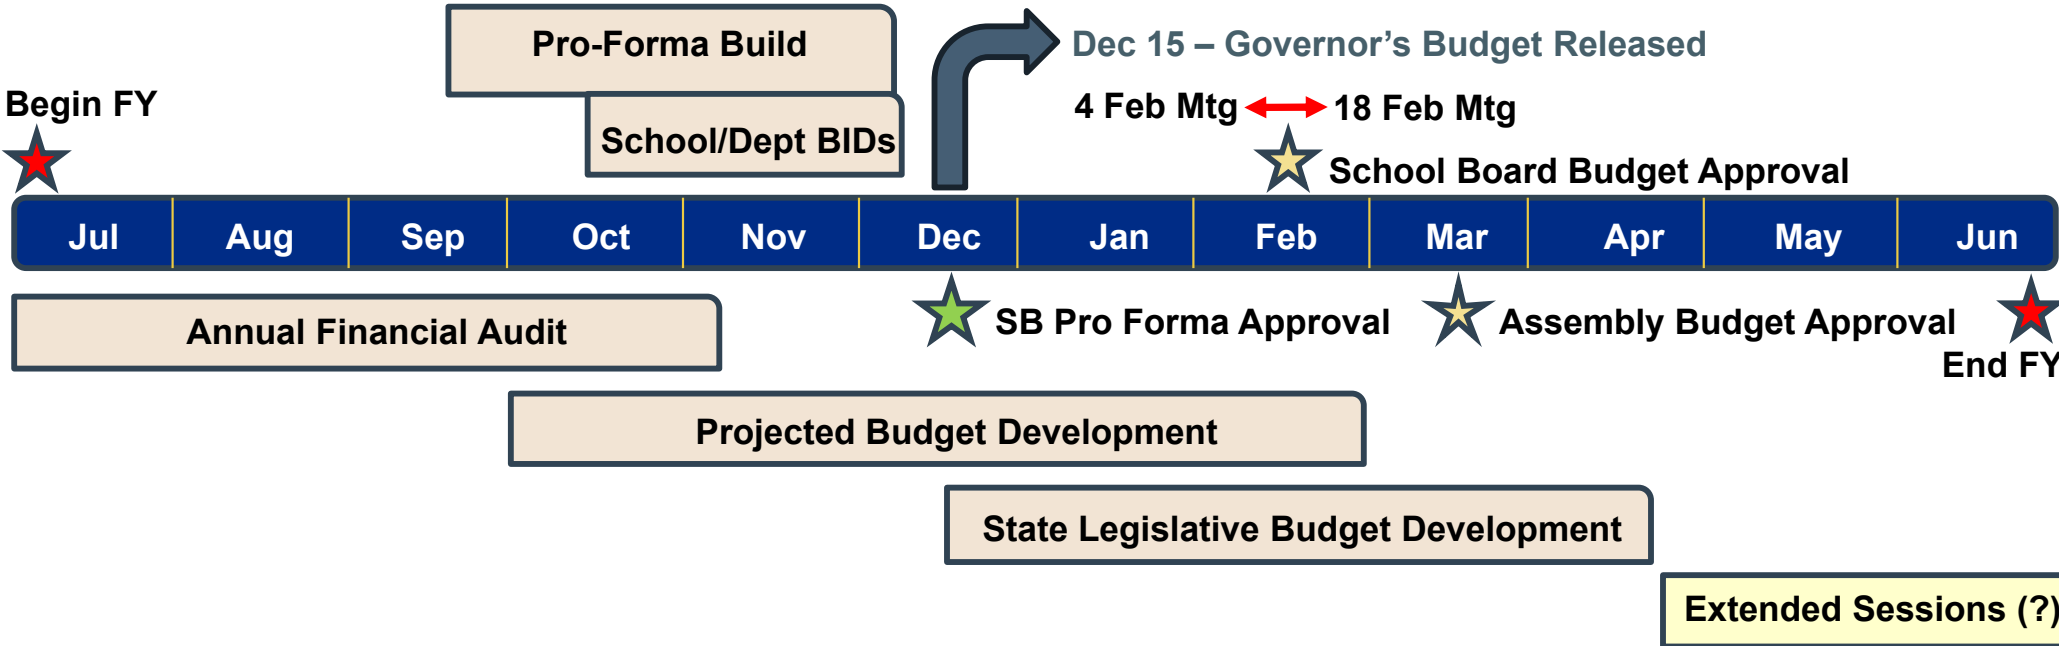 Pro-Forma Build
Dec 15 – Governor's Budget Released
Begin FY
4 Feb Mtg
18 Feb Mtg
School/Dept BIDs
School Board Budget Approval
Jul
Aug
Sep
Oct
Nov
Dec
Jan
Feb
Mar
Apr
May
Jun
Annual Financial Audit
SB Pro Forma Approval
Assembly Budget Approval
End FY
Projected Budget Development
State Legislative Budget Development
Extended Sessions (?)